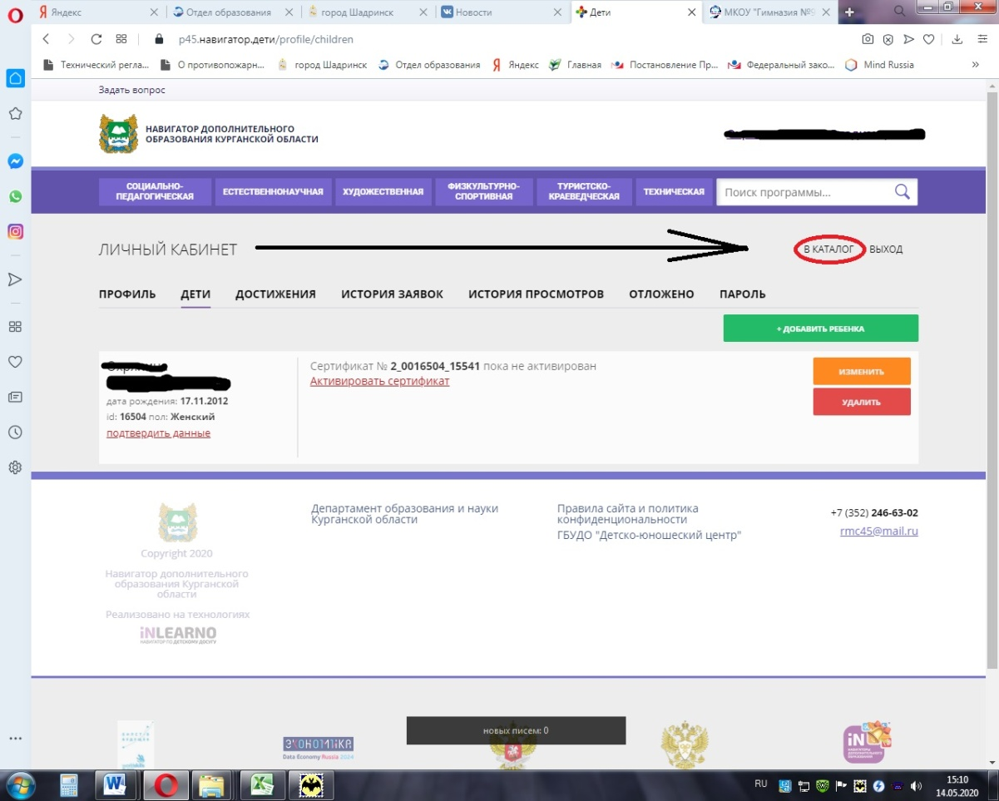 Яндекс
Отдел образования
город Шадринск
Новости
Дети
МКОУ "Гимназия №9
p45.навигатор.дети/profile/children
Технический регла...
О противопожарн...
город Шадринск
Отдел образования
Яндекс
Главная
Постановление Пр...
Федеральный зако...
Mind Russia
»
Задать вопрос
НАВИГАТОР ДОПОЛНИТЕЛЬНОГО
ОБРАЗОВАНИЯ КУРГАНСКОЙ ОБЛАСТИ
СОЦИАЛЬНО-
ПЕДАГОГИЧЕСКАЯ
ЕСТЕСТВЕННОНАУЧНАЯ
ХУДОЖЕСТВЕННАЯ
ФИЗКУЛЬТУРНО-
СПОРТИВНАЯ
ТУРИСТСКО-
КРАЕВЕДЧЕСКАЯ
ТЕХНИЧЕСКАЯ
Поиск программы...
ЛИЧНЫЙ КАБИНЕТ
В КАТАЛОГ ВЫХОД
ПРОФИЛЬ ДЕТИ ДОСТИЖЕНИЯ ИСТОРИЯ ЗАЯВОК ИСТОРИЯ ПРОСМОТРОВ ОТЛОЖЕНО ПАРОЛЬ
+ ДОБАВИТЬ РЕБЕНКА
дата рождения: 17.11.2012
id: 16504 пол: Женский
подтвердить данные
Сертификат № 2_0016504_15541 пока не активирован
Активировать сертификат
ИЗМЕНИТЬ
УДАЛИТЬ
Copyright 2020
Навигатор дополнительного
образования Курганской
области
Реализовано на технологиях
iNLEARNO
НАВИГАТОР ПО ДЕТСКОМУ ДОСУГУ
Департамент образования и науки
Курганской области
Правила сайта и политика
конфиденциальности
ГБУДО "Детско-юношеский центр"
+7 (352) 246-63-02
rmc45@mail.ru
ЭКОНОМИКА
Data Economy Russia 2024
новых писем: 0
iN
RU
15:10
14.05.2020